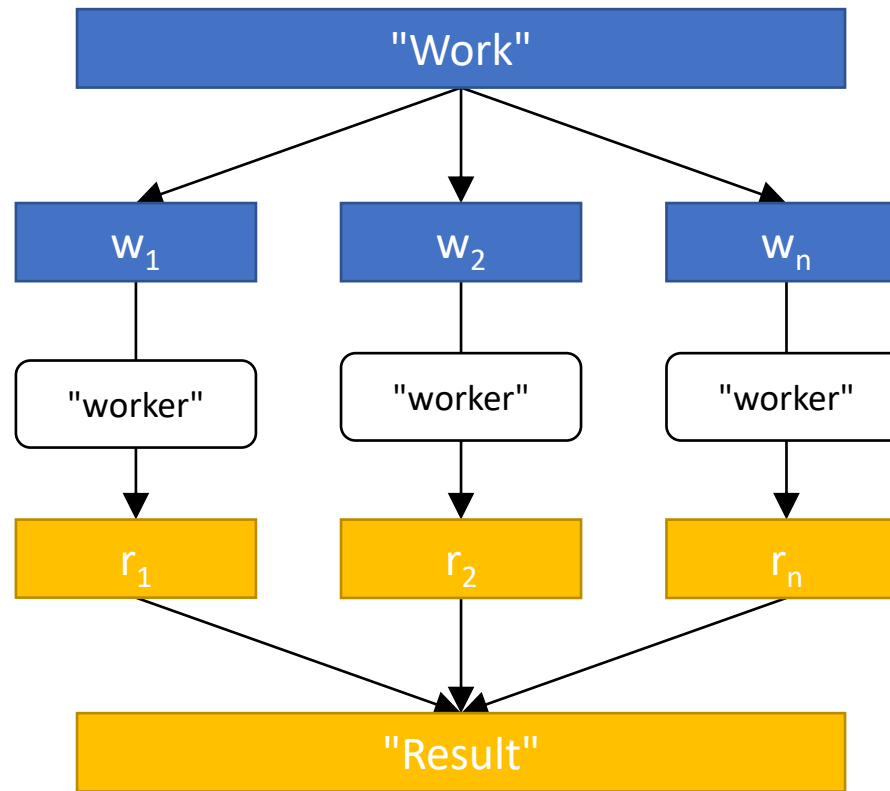 "Work"
w₁ w₂ wₙ
"worker" "worker" "worker"
r₁ r₂ rₙ
"Result"